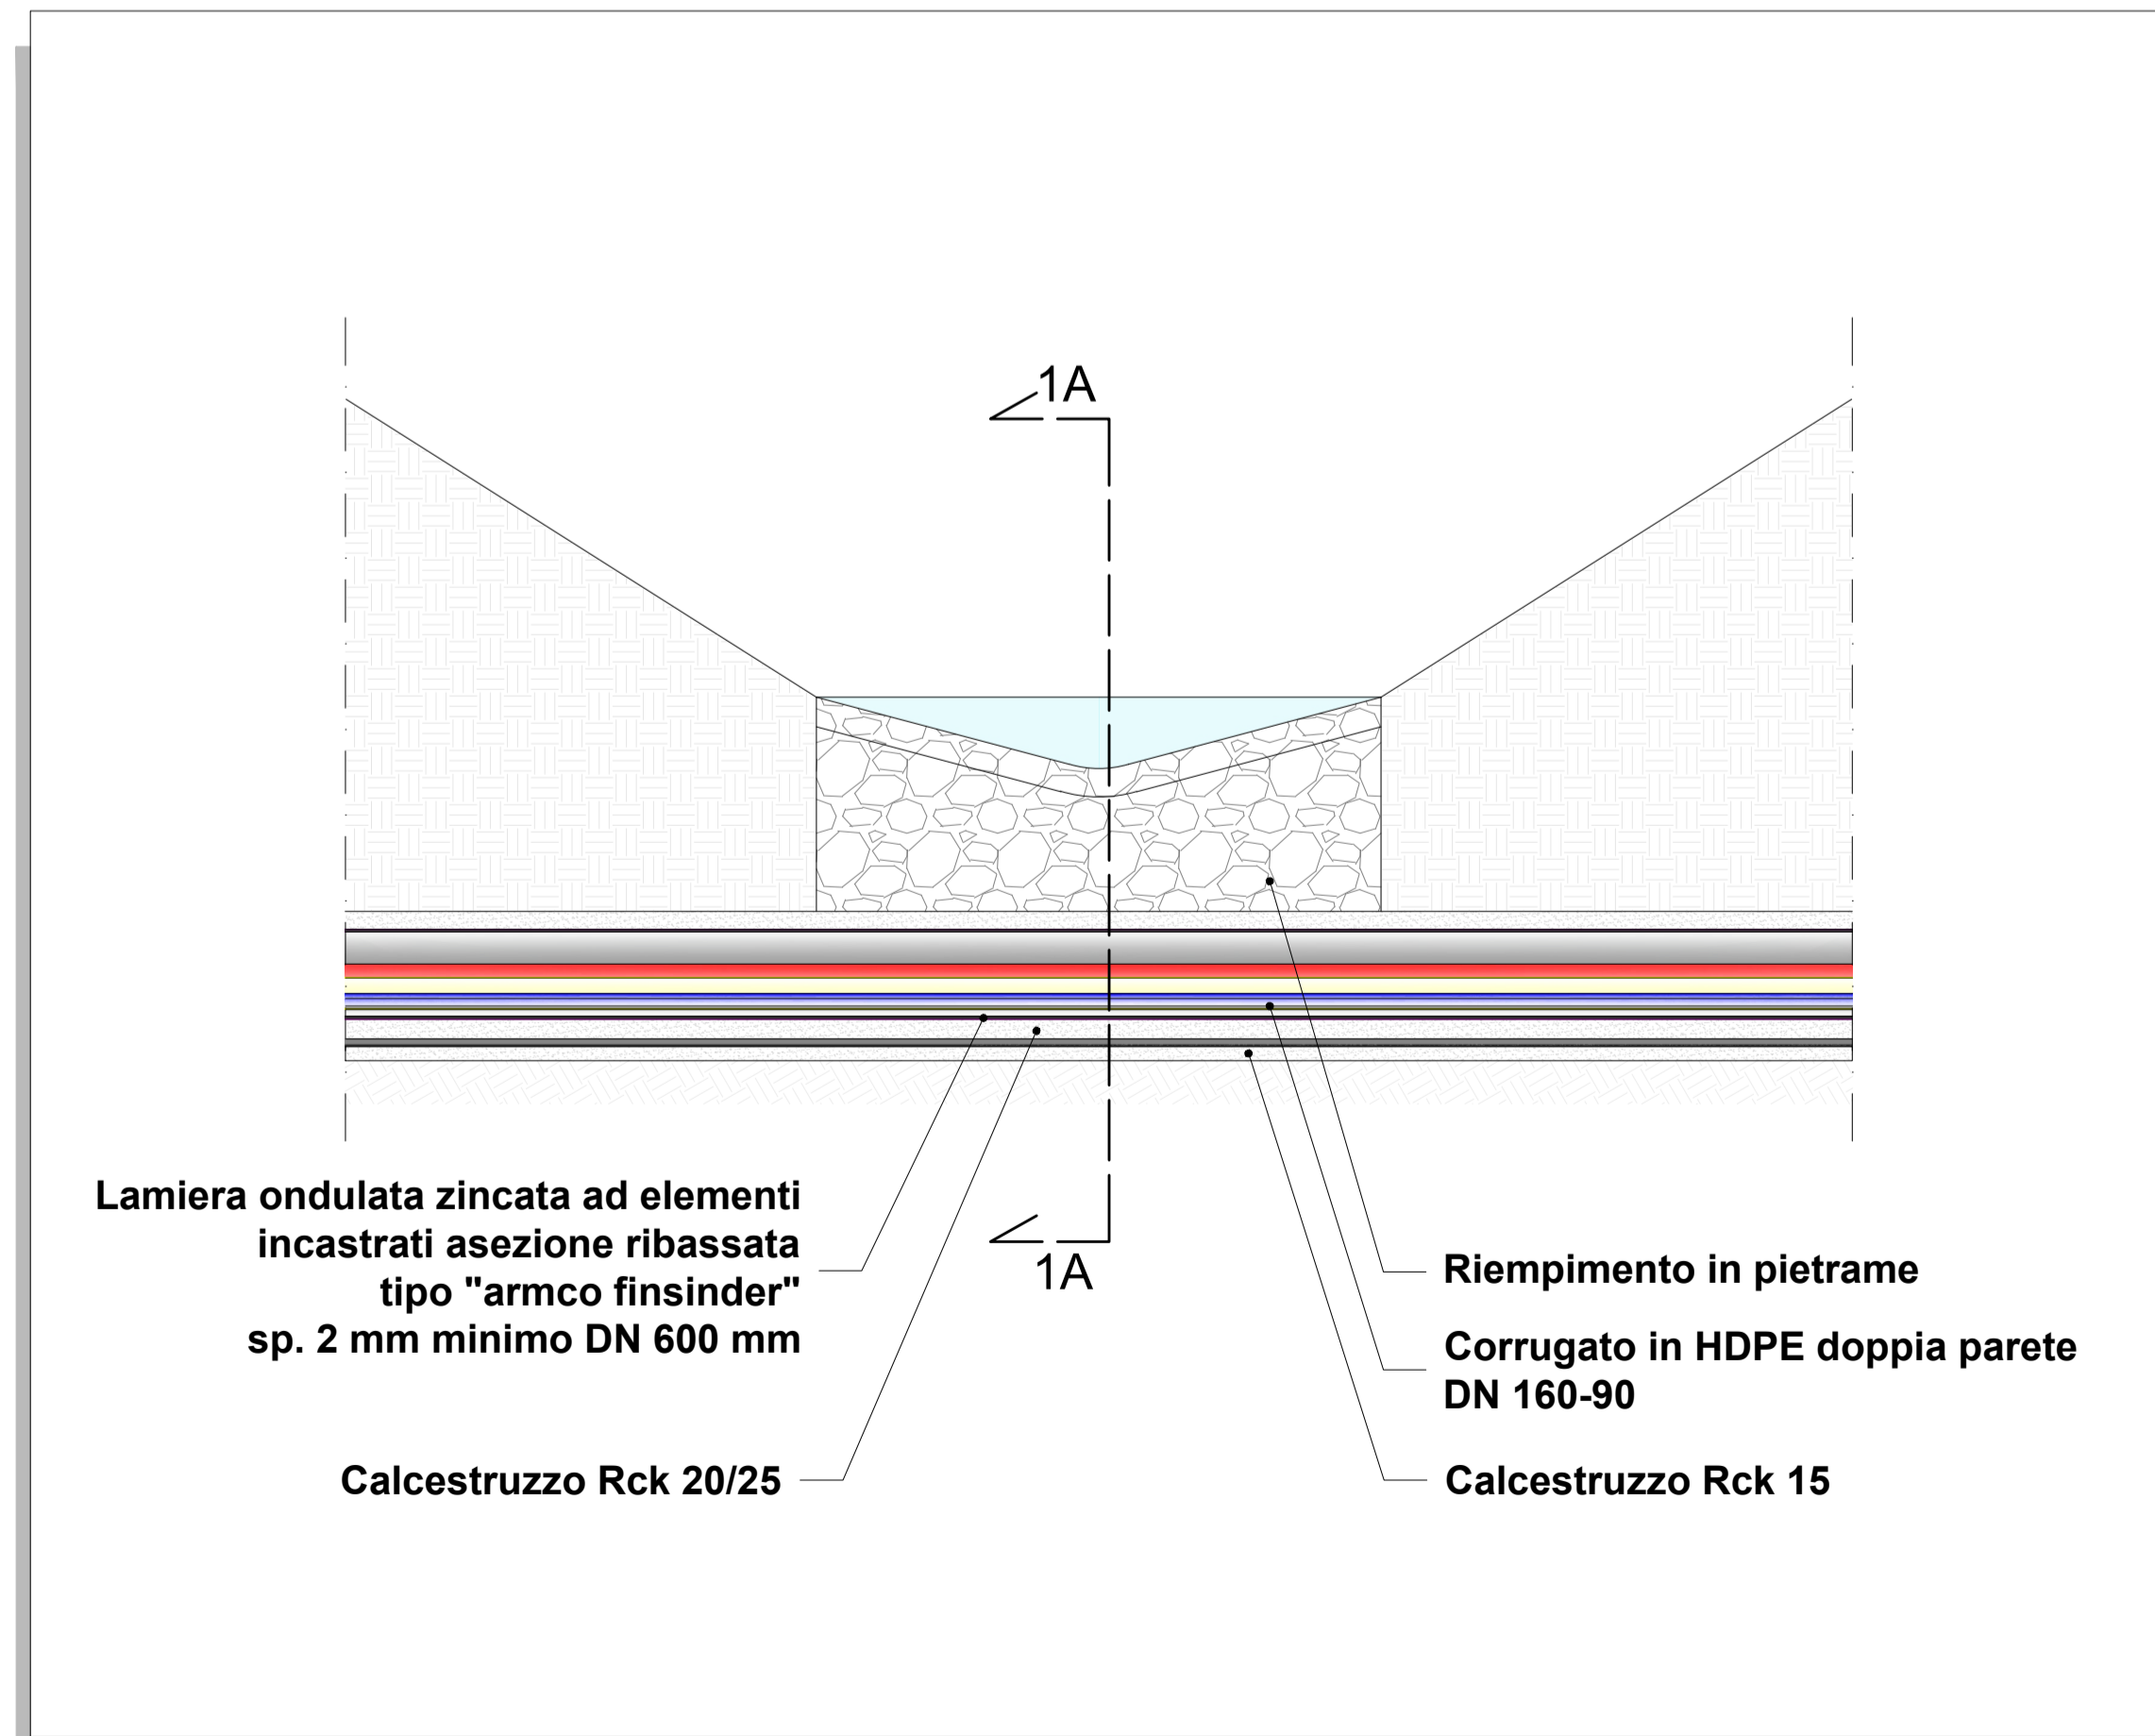 1A
Lamiera ondulata zincata ad elementi
incastrati asezione ribassata
tipo "armco finsinder"
sp. 2 mm minimo DN 600 mm
Calcestruzzo Rck 20/25
1A
Riempimento in pietrame
Corrugato in HDPE doppia parete
DN 160-90
Calcestruzzo Rck 15